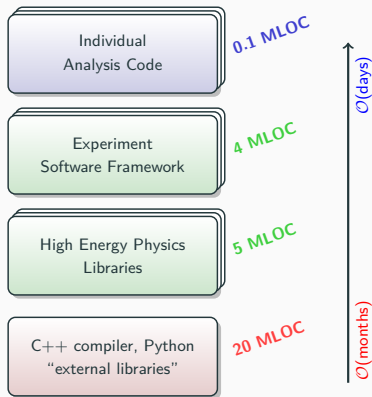 Individual
Analysis Code
0.1 MLOC
Experiment
Software Framework
4 MLOC
High Energy Physics
Libraries
5 MLOC
C++ compiler, Python
“external libraries”
20 MLOC
𝒪(days)
𝒪(months)